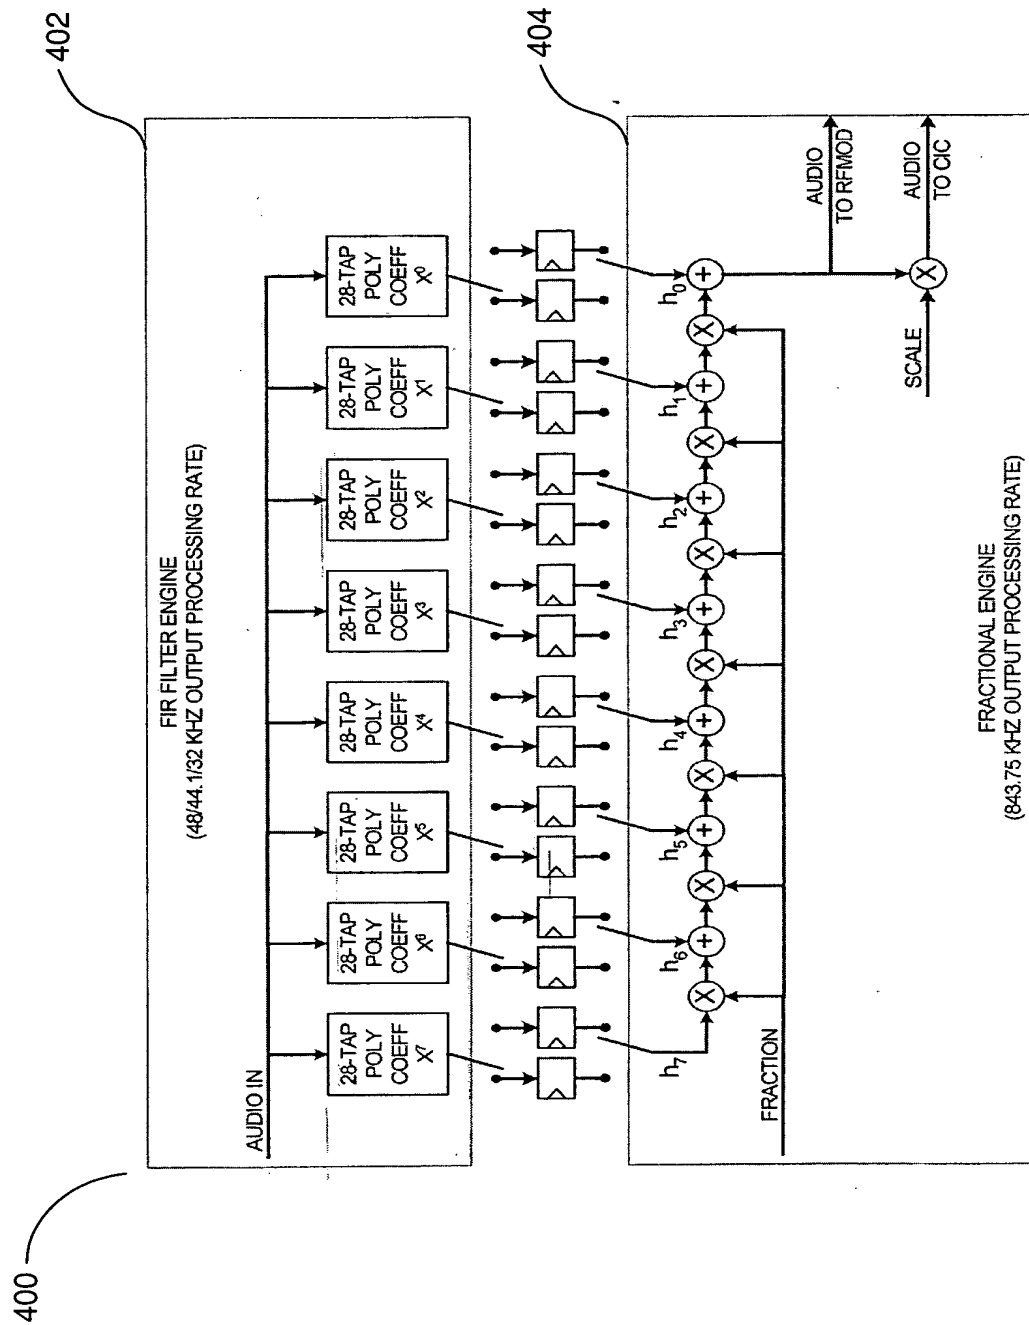 400
402
FIR FILTER ENGINE
(48/44.1/32 KHZ OUTPUT PROCESSING RATE)
AUDIO IN
28-TAP
POLY
COEFF
X⁷
28-TAP
POLY
COEFF
X⁶
28-TAP
POLY
COEFF
X⁵
28-TAP
POLY
COEFF
X⁴
28-TAP
POLY
COEFF
X³
28-TAP
POLY
COEFF
X²
28-TAP
POLY
COEFF
X¹
28-TAP
POLY
COEFF
X⁰
404
h₇
h₆
h₅
h₄
h₃
h₂
h₁
h₀
FRACTION
SCALE
AUDIO
TO RFMOD
AUDIO
TO CIC
FRACTIONAL ENGINE
(843.75 KHZ OUTPUT PROCESSING RATE)